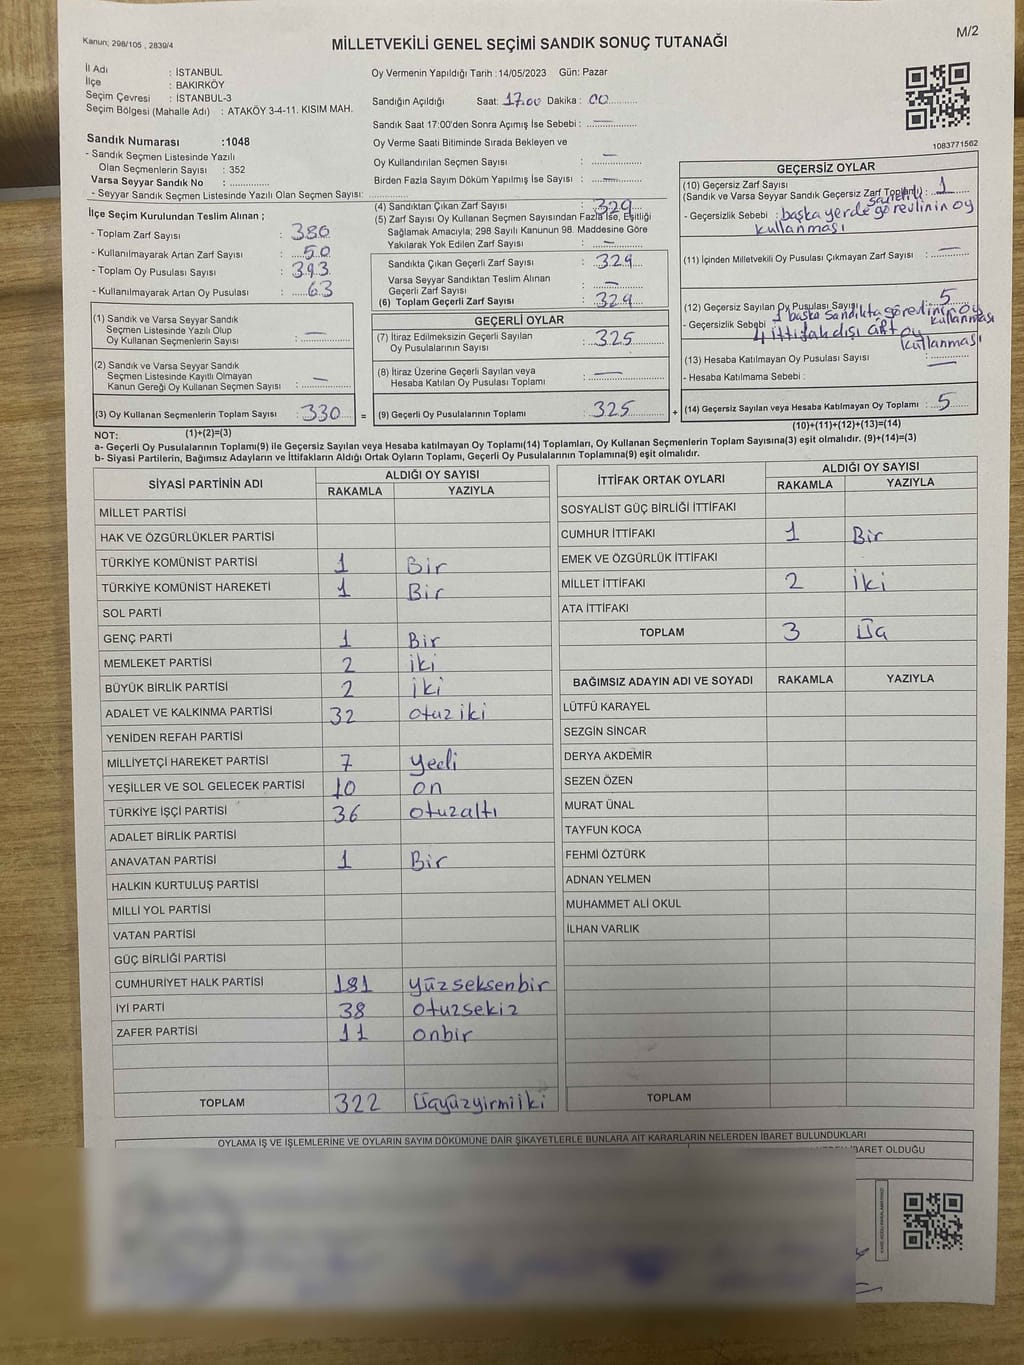 Kanun; 298/105 , 2839/4
MİLLETVEKİLİ GENEL SEÇİMİ SANDIK SONUÇ TUTANAĞI
M/2
İl Adı : İSTANBUL
İlçe : BAKIRKÖY
Seçim Çevresi : İSTANBUL-3
Seçim Bölgesi (Mahalle Adı) : ATAKÖY 3-4-11. KISIM MAH.
Oy Vermenin Yapıldığı Tarih :14/05/2023 Gün: Pazar
Sandığın Açıldığı Saat: 17.00 Dakika : 00
Sandık Saat 17:00'den Sonra Açımış İse Sebebi : —
Oy Verme Saati Bitiminde Sırada Bekleyen ve
Oy Kullandırılan Seçmen Sayısı : —
Birden Fazla Sayım Döküm Yapılmış İse Sayısı : —
1083771562
Sandık Numarası :1048
- Sandık Seçmen Listesinde Yazılı
Olan Seçmenlerin Sayısı : 352
Varsa Seyyar Sandık No :
- Seyyar Sandık Seçmen Listesinde Yazılı Olan Seçmen Sayısı:
İlçe Seçim Kurulundan Teslim Alınan ;
- Toplam Zarf Sayısı : 380
- Kullanılmayarak Artan Zarf Sayısı : 50
- Toplam Oy Pusulası Sayısı : 393
- Kullanılmayarak Artan Oy Pusulası : 63
(4) Sandıktan Çıkan Zarf Sayısı : 329
(5) Zarf Sayısı Oy Kullanan Seçmen Sayısından Fazla İse, Eşitliği
Sağlamak Amacıyla; 298 Sayılı Kanunun 98. Maddesine Göre
Yakılarak Yok Edilen Zarf Sayısı : —
Sandıkta Çıkan Geçerli Zarf Sayısı : 329
Varsa Seyyar Sandıktan Teslim Alınan
Geçerli Zarf Sayısı : —
(6) Toplam Geçerli Zarf Sayısı : 329
GEÇERSİZ OYLAR
(10) Geçersiz Zarf Sayısı
(Sandık ve Varsa Seyyar Sandık Geçersiz Zarf Toplamı) : 1
- Geçersizlik Sebebi : başka yerde görevlinin oy
kullanması
(11) İçinden Milletvekili Oy Pusulası Çıkmayan Zarf Sayısı : —
(12) Geçersiz Sayılan Oy Pusulası Sayısı : 5
- Geçersizlik Sebebi : 1 başka sandıkta görevlinin oy
kullanması
4 ittifak dışı çift oy
kullanması
(13) Hesaba Katılmayan Oy Pusulası Sayısı : —
- Hesaba Katılmama Sebebi :
(14) Geçersiz Sayılan veya Hesaba Katılmayan Oy Toplamı : 5
(10)+(11)+(12)+(13)=(14)
(1) Sandık ve Varsa Seyyar Sandık
Seçmen Listesinde Yazılı Olup
Oy Kullanan Seçmenlerin Sayısı : —
(2) Sandık ve Varsa Seyyar Sandık
Seçmen Listesinde Kayıtlı Olmayan
Kanun Gereği Oy Kullanan Seçmen Sayısı : —
(3) Oy Kullanan Seçmenlerin Toplam Sayısı : 330 =
(1)+(2)=(3)
GEÇERLİ OYLAR
(7) İtiraz Edilmeksizin Geçerli Sayılan
Oy Pusulalarının Sayısı : 325
(8) İtiraz Üzerine Geçerli Sayılan veya
Hesaba Katılan Oy Pusulası Toplamı : —
(9) Geçerli Oy Pusulalarının Toplamı : 325 +
NOT:
a- Geçerli Oy Pusulalarının Toplamı(9) ile Geçersiz Sayılan veya Hesaba katılmayan Oy Toplamı(14) Toplamları, Oy Kullanan Seçmenlerin Toplam Sayısına(3) eşit olmalıdır. (9)+(14)=(3)
b- Siyasi Partilerin, Bağımsız Adayların ve İttifakların Aldığı Ortak Oyların Toplamı, Geçerli Oy Pusulalarının Toplamına(9) eşit olmalıdır.
SİYASİ PARTİNİN ADI ALDIĞI OY SAYISI
RAKAMLA YAZIYLA
MİLLET PARTİSİ
HAK VE ÖZGÜRLÜKLER PARTİSİ
TÜRKİYE KOMÜNİST PARTİSİ 1 Bir
TÜRKİYE KOMÜNİST HAREKETİ 1 Bir
SOL PARTİ
GENÇ PARTİ 1 Bir
MEMLEKET PARTİSİ 2 iki
BÜYÜK BİRLİK PARTİSİ 2 iki
ADALET VE KALKINMA PARTİSİ 32 otuz iki
YENİDEN REFAH PARTİSİ
MİLLİYETÇİ HAREKET PARTİSİ 7 yedi
YEŞİLLER VE SOL GELECEK PARTİSİ 10 on
TÜRKİYE İŞÇİ PARTİSİ 36 otuzaltı
ADALET BİRLİK PARTİSİ
ANAVATAN PARTİSİ 1 Bir
HALKIN KURTULUŞ PARTİSİ
MİLLİ YOL PARTİSİ
VATAN PARTİSİ
GÜÇ BİRLİĞİ PARTİSİ
CUMHURİYET HALK PARTİSİ 181 yüzseksenbir
İYİ PARTİ 38 otuzsekiz
ZAFER PARTİSİ 11 onbir
TOPLAM 322 Üçyüzyirmiiki
İTTİFAK ORTAK OYLARI ALDIĞI OY SAYISI
RAKAMLA YAZIYLA
SOSYALİST GÜÇ BİRLİĞİ İTTİFAKI
CUMHUR İTTİFAKI 1 Bir
EMEK VE ÖZGÜRLÜK İTTİFAKI
MİLLET İTTİFAKI 2 İki
ATA İTTİFAKI
TOPLAM 3 Üç
BAĞIMSIZ ADAYIN ADI VE SOYADI RAKAMLA YAZIYLA
LÜTFÜ KARAYEL
SEZGİN SİNCAR
DERYA AKDEMİR
SEZEN ÖZEN
MURAT ÜNAL
TAYFUN KOCA
FEHMİ ÖZTÜRK
ADNAN YELMEN
MUHAMMET ALİ OKUL
İLHAN VARLIK
TOPLAM
OYLAMA İŞ VE İŞLEMLERİNE VE OYLARIN SAYIM DÖKÜMÜNE DAİR ŞİKAYETLERLE BUNLARA AİT KARARLARIN NELERDEN İBARET BULUNDUKLARI
İBARET OLDUĞU